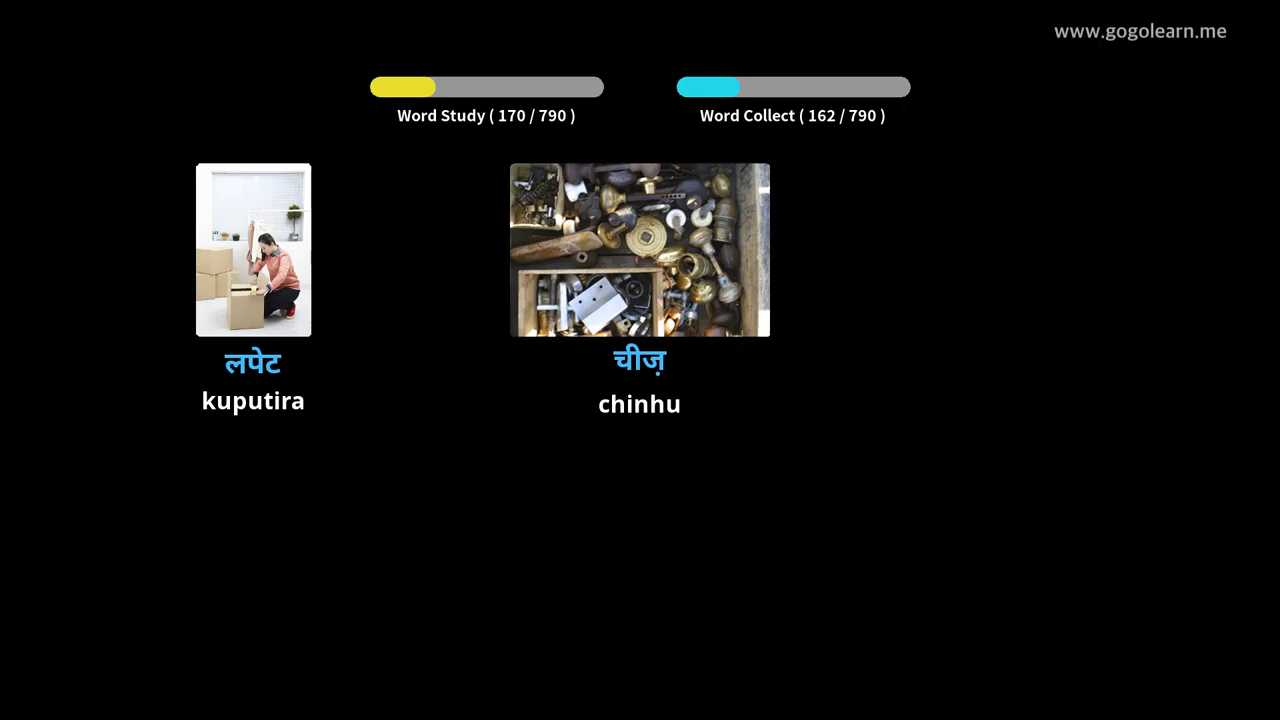 www.gogolearn.me
Word Study ( 170 / 790 )
Word Collect ( 162 / 790 )
लपेट
kuputira
चीज़
chinhu